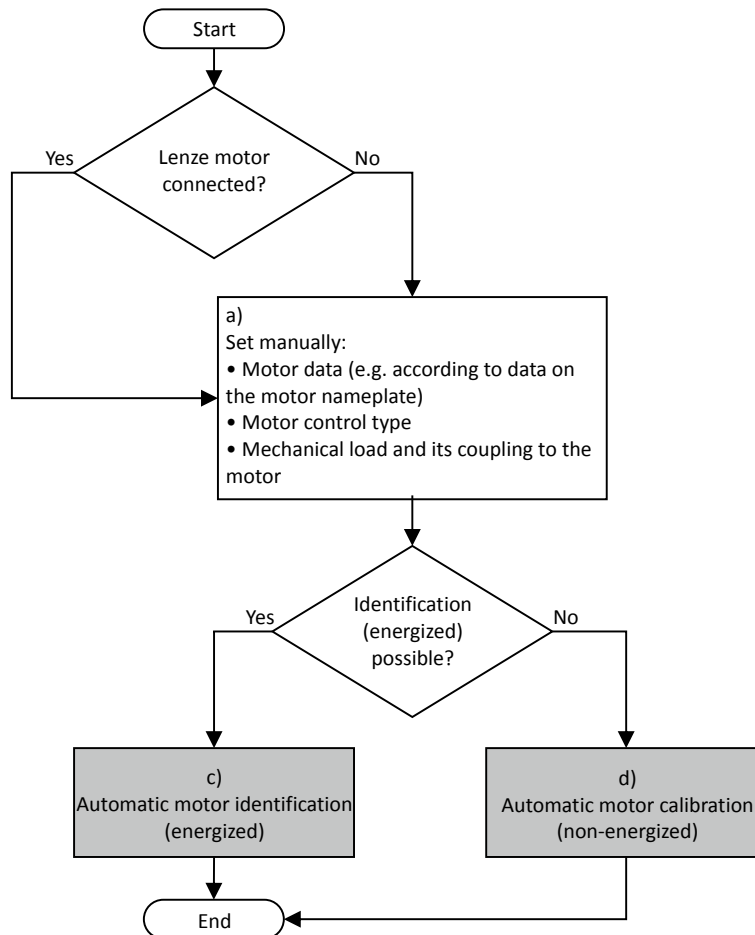 Start
Yes
No
Lenze motor
connected?
a)
Set manually:
• Motor data (e.g. according to data on
the motor nameplate)
• Motor control type
• Mechanical load and its coupling to the
motor
Yes
No
Identification
(energized)
possible?
c)
Automatic motor identification
(energized)
d)
Automatic motor calibration
(non-energized)
End